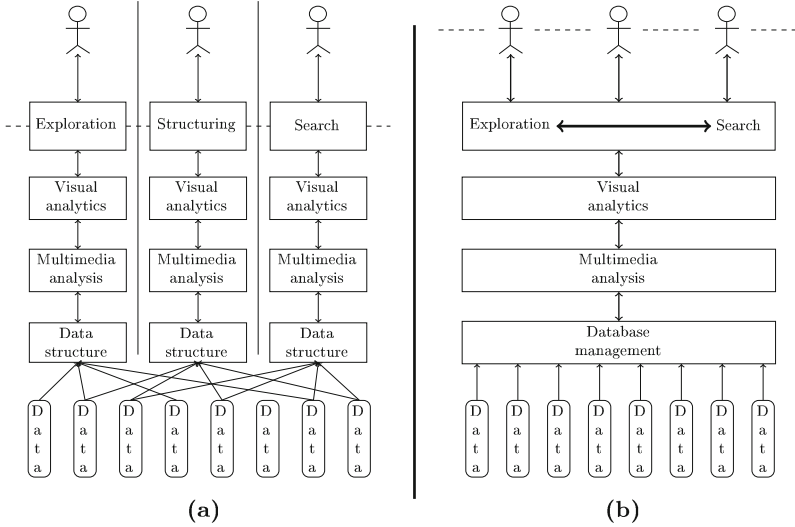 Exploration
Structuring
Search
Visual
analytics
Visual
analytics
Visual
analytics
Multimedia
analysis
Multimedia
analysis
Multimedia
analysis
Data
structure
Data
structure
Data
structure
D
a
t
a
D
a
t
a
D
a
t
a
D
a
t
a
D
a
t
a
D
a
t
a
D
a
t
a
D
a
t
a
(a)
Exploration
Search
Visual
analytics
Multimedia
analysis
Database
management
D
a
t
a
D
a
t
a
D
a
t
a
D
a
t
a
D
a
t
a
D
a
t
a
D
a
t
a
D
a
t
a
(b)